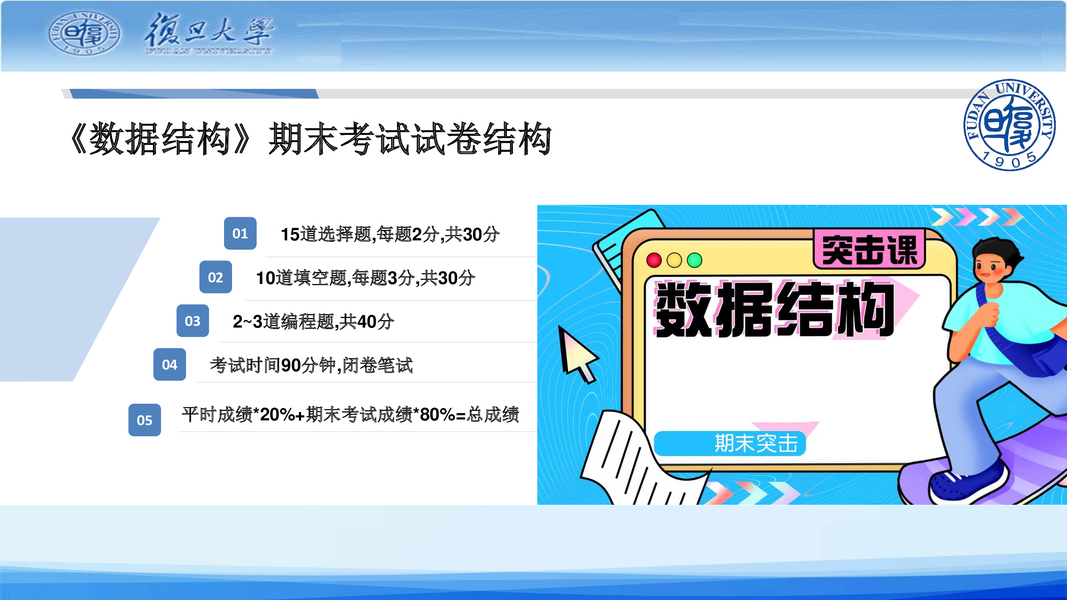 FUDAN UNIVERSITY
1905
復旦大學
FUDAN UNIVERSITY
《数据结构》期末考试试卷结构
FUDAN UNIVERSITY
1905
01 15道选择题,每题2分,共30分
02 10道填空题,每题3分,共30分
03 2~3道编程题,共40分
04 考试时间90分钟,闭卷笔试
05 平时成绩*20%+期末考试成绩*80%=总成绩
突击课
数据结构
期末突击